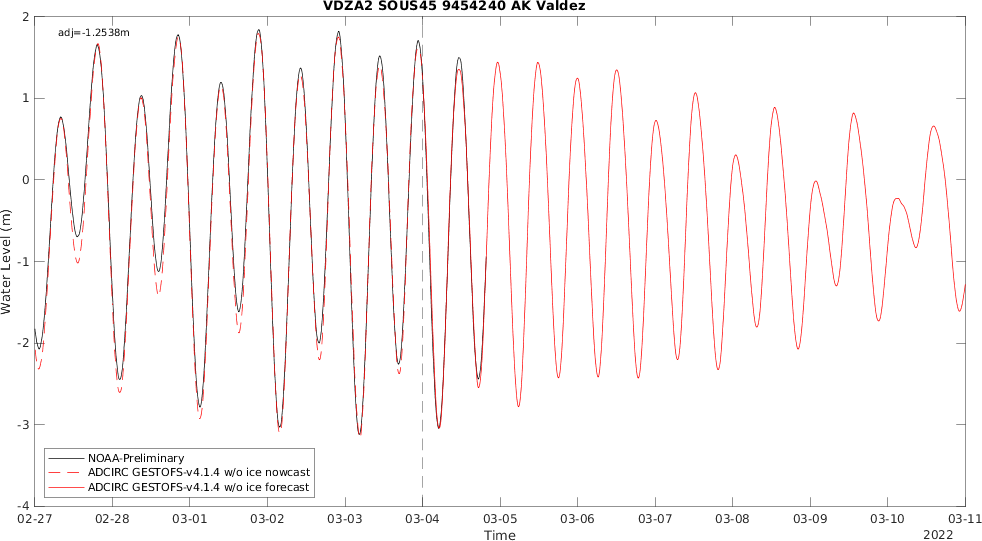 VDZA2 SOUS45 9454240 AK Valdez
adj=-1.2538m
2
1
0
-1
-2
-3
-4
Water Level (m)
NOAA-Preliminary
ADCIRC GESTOFS-v4.1.4 w/o ice nowcast
ADCIRC GESTOFS-v4.1.4 w/o ice forecast
02-27 02-28 03-01 03-02 03-03 03-04 03-05 03-06 03-07 03-08 03-09 03-10 03-11
Time
2022